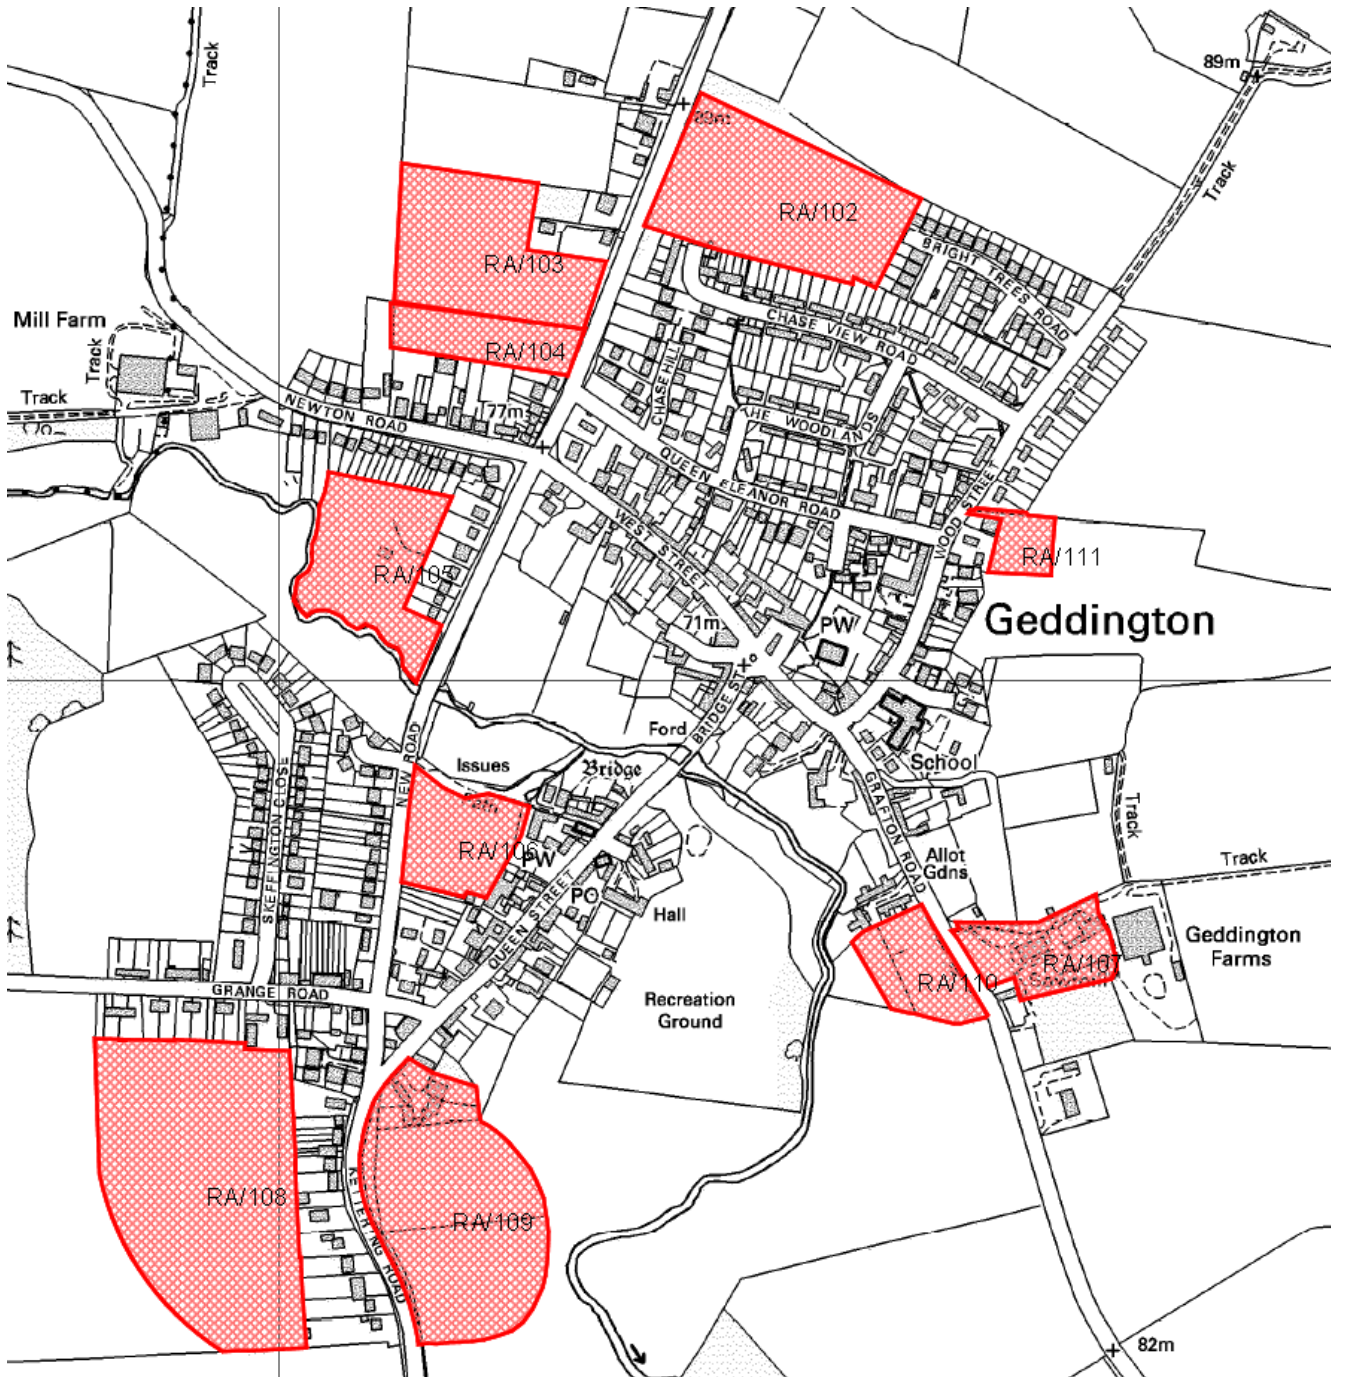 Track
89m
89m
Track
RA/102
BRIGHT TREES ROAD
RA/103
Mill Farm
Track
CHASE VIEW ROAD
RA/104
CHASE HILL
Track
NEWTON ROAD
77m
THE WOODLANDS
QUEEN ELEANOR ROAD
WEST STREET
WOOD STREET
RA/111
RA/105
71m
PW
Geddington
BRIDGE ST
Ford
NEW ROAD
Issues
Bridge
School
SKEFFINGTON CLOSE
GRAFTON ROAD
Track
RA/106
PW
Allot
Gdns
Track
QUEEN STREET
PO
Hall
Geddington
Farms
RA/107
RA/110
GRANGE ROAD
Recreation
Ground
RA/108
KETTERING ROAD
RA/109
82m